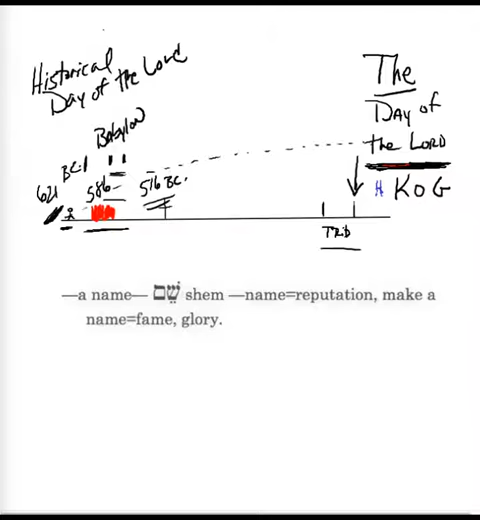 Historical
Day of the Lord
Babylon
621
BC.
586
516 BC.
The
DAY of
the LORD
H KOG
TRiB
—a name— שֵׁם shem —name=reputation, make a
name=fame, glory.